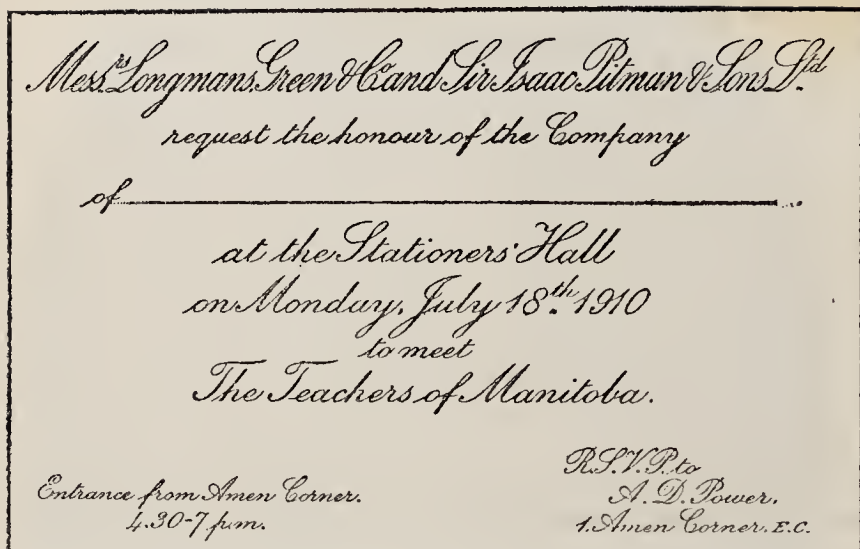 Messrs Longmans, Green & Co and Sir Isaac Pitman & Sons Ltd.
request the honour of the Company
of
at the Stationers' Hall
on Monday, July 18th. 1910
to meet
The Teachers of Manitoba.
Entrance from Amen Corner.
4.30-7 p.m.
R.S.V.P. to
A. D. Power,
1. Amen Corner. E.C.